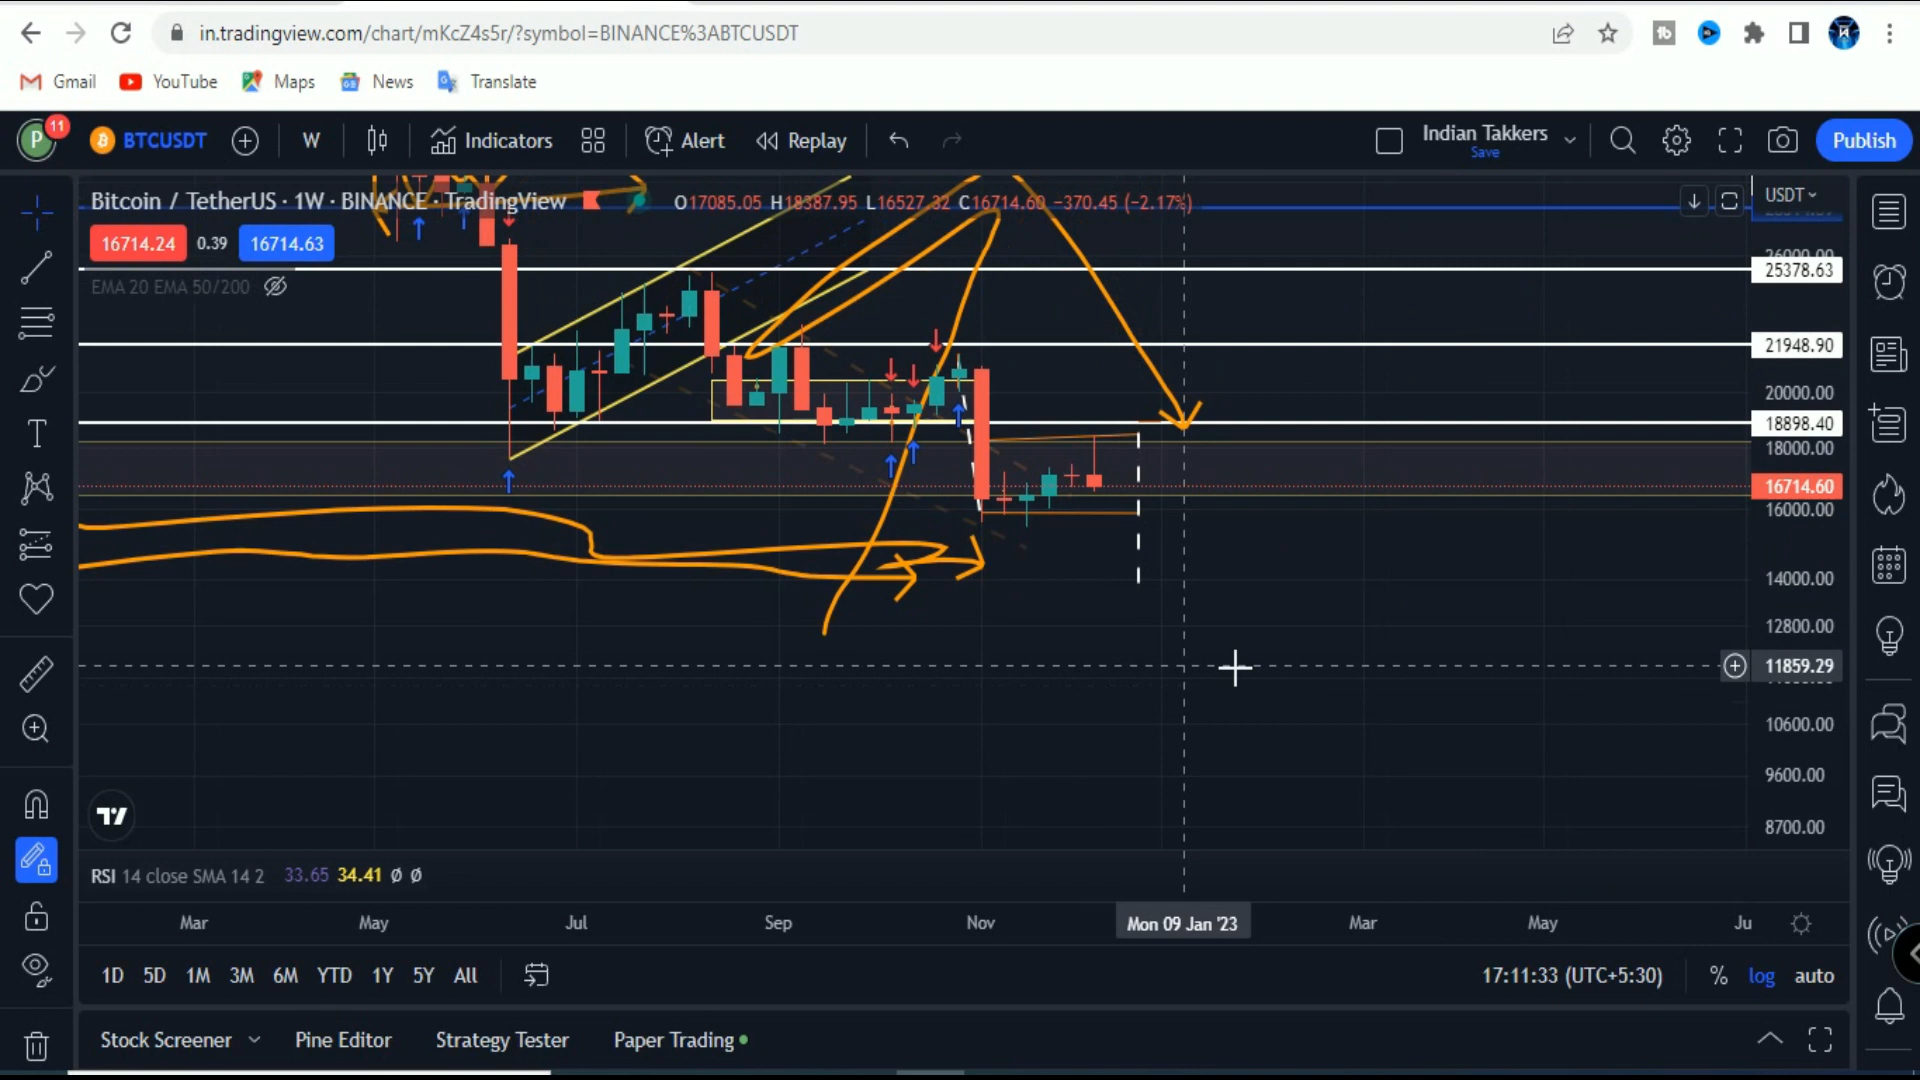 in.tradingview.com/chart/mKcZ4s5r/?symbol=BINANCE%3ABTCUSDT
Gmail YouTube Maps News Translate
P 11 BTCUSDT W Indicators Alert Replay Indian Takkers Save Publish
Bitcoin / TetherUS · 1W · BINANCE · TradingView O17085.05 H18387.95 L16527.32 C16714.60 −370.45 (−2.17%) USDT
16714.24 0.39 16714.63
EMA 20 EMA 50/200
26000.00
25378.63
21948.90
20000.00
18898.40
18000.00
16714.60
16000.00
14000.00
12800.00
11859.29
10600.00
9600.00
8700.00
RSI 14 close SMA 14 2 33.65 34.41 Ø Ø
Mar May Jul Sep Nov Mon 09 Jan '23 Mar May Ju
1D 5D 1M 3M 6M YTD 1Y 5Y All 17:11:33 (UTC+5:30) % log auto
Stock Screener Pine Editor Strategy Tester Paper Trading